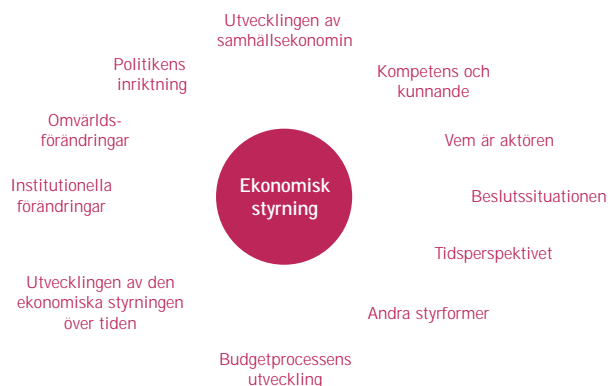 Utvecklingen av
samhällsekonomin
Politikens
inriktning
Kompetens och
kunnande
Omvärlds-
förändringar
Vem är aktören
Institutionella
förändringar
Ekonomisk
styrning
Beslutssituationen
Tidsperspektivet
Utvecklingen av den
ekonomiska styrningen
över tiden
Andra styrformer
Budgetprocessens
utveckling